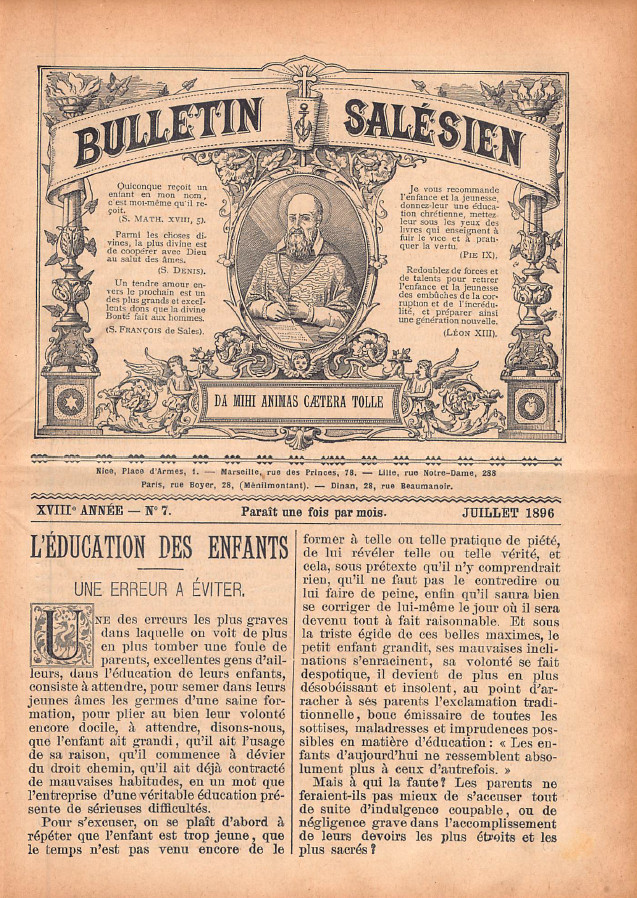 BULLETIN SALÉSIEN
Quiconque reçoit un
enfant en mon nom,
c'est moi-même qu'il re-
çoit.
(S. MATH. XVIII, 5).
Parmi les choses di-
vines, la plus divine est
de coopérer avec Dieu
au salut des âmes.
(S. DENIS).
Un tendre amour en-
vers le prochain est un
des plus grands et excel-
lents dons que la divine
Bonté fait aux hommes.
(S. FRANÇOIS de Sales).
Je vous recommande
l'enfance et la jeunesse,
donnez-leur une éduca-
tion chrétienne, mettez-
leur sous les yeux des
livres qui enseignent à
fuir le vice et à prati-
quer la vertu.
(PIE IX).
Redoublez de forces et
de talents pour retirer
l'enfance et la jeunesse
des embûches de la cor-
ruption et de l'incrédu-
lité, et préparer ainsi
une génération nouvelle.
(LÉON XIII).
DA MIHI ANIMAS CÆTERA TOLLE
Nice, Place d'Armes, 1. — Marseille, rue des Princes, 78. — Lille, rue Notre-Dame, 288
Paris, rue Boyer, 28, (Ménilmontant). — Dinan, 28, rue Beaumanoir.
XVIIIe ANNÉE — No 7. Paraît une fois par mois. JUILLET 1896
L'ÉDUCATION DES ENFANTS
UNE ERREUR A ÉVITER.
UNE des erreurs les plus graves
dans laquelle on voit de plus
en plus tomber une foule de
parents, excellentes gens d'ail-
leurs, dans l'éducation de leurs enfants,
consiste à attendre, pour semer dans leurs
jeunes âmes les germes d'une saine for-
mation, pour plier au bien leur volonté
encore docile, à attendre, disons-nous,
que l'enfant ait grandi, qu'il ait l'usage
de sa raison, qu'il commence à dévier
du droit chemin, qu'il ait déjà contracté
de mauvaises habitudes, en un mot que
l'entreprise d'une véritable éducation pré-
sente de sérieuses difficultés.
Pour s'excuser, on se plaît d'abord à
répéter que l'enfant est trop jeune, que
le temps n'est pas venu encore de le
former à telle ou telle pratique de piété,
de lui révéler telle ou telle vérité, et
cela, sous prétexte qu'il n'y comprendrait
rien, qu'il ne faut pas le contredire ou
lui faire de peine, enfin qu'il saura bien
se corriger de lui-même le jour où il sera
devenu tout à fait raisonnable. Et sous
la triste égide de ces belles maximes, le
petit enfant grandit, ses mauvaises incli-
nations s'enracinent, sa volonté se fait
despotique, il devient de plus en plus
désobéissant et insolent, au point d'ar-
racher à ses parents l'exclamation tradi-
tionnelle, bouc émissaire de toutes les
sottises, maladresses et imprudences pos-
sibles en matière d'éducation : « Les en-
fants d'aujourd'hui ne ressemblent abso-
lument plus à ceux d'autrefois. »
Mais à qui la faute? Les parents ne
feraient-ils pas mieux de s'accuser tout
de suite d'indulgence coupable, ou de
négligence grave dans l'accomplissement
de leurs devoirs les plus étroits et les
plus sacrés?